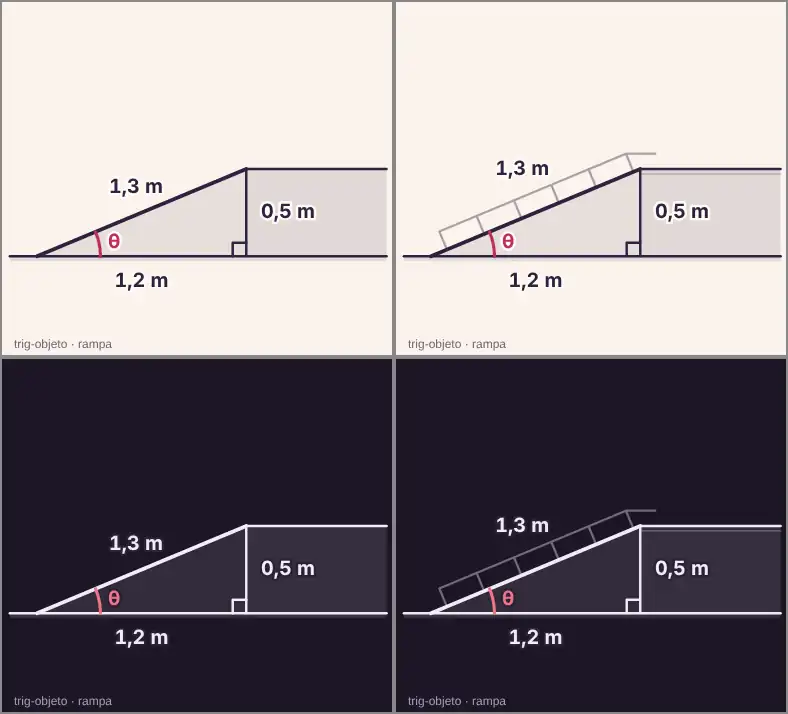 1,3 m
0,5 m
θ
1,2 m
trig-objeto · rampa
1,3 m
0,5 m
θ
1,2 m
trig-objeto · rampa
1,3 m
0,5 m
θ
1,2 m
trig-objeto · rampa
1,3 m
0,5 m
θ
1,2 m
trig-objeto · rampa